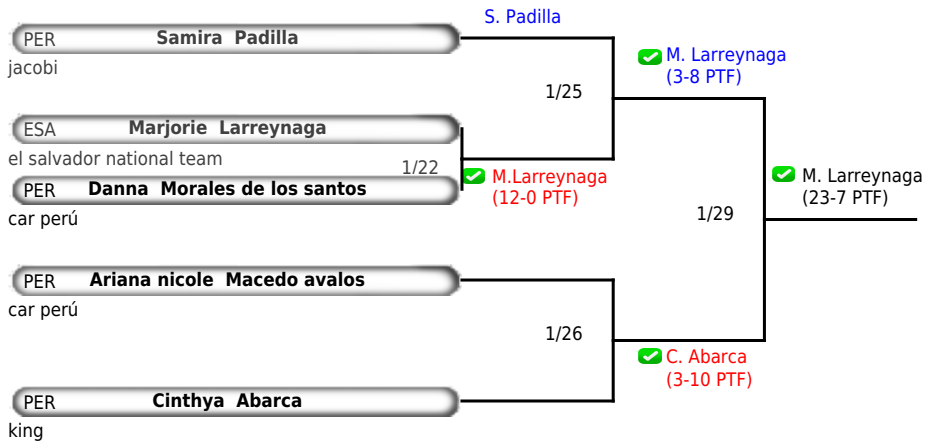 S. Padilla
PER Samira Padilla
jacobi
M. Larreynaga
(3-8 PTF)
1/25
ESA Marjorie Larreynaga
el salvador national team
1/22
M.Larreynaga
(12-0 PTF)
PER Danna Morales de los santos
car perú
M. Larreynaga
(23-7 PTF)
1/29
PER Ariana nicole Macedo avalos
car perú
1/26
C. Abarca
(3-10 PTF)
PER Cinthya Abarca
king